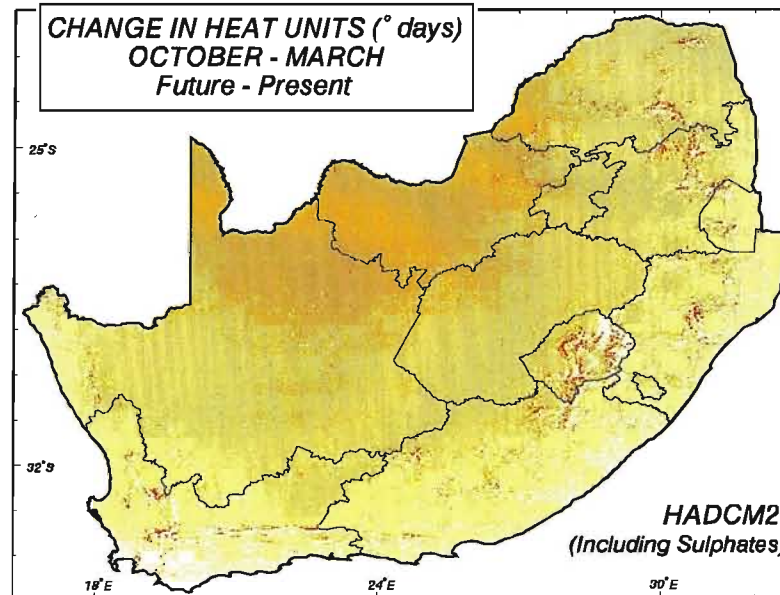 CHANGE IN HEAT UNITS (° days)
OCTOBER - MARCH
Future - Present
25°S
32°S
HADCM2
(Including Sulphates)
18°E
24°E
30°E